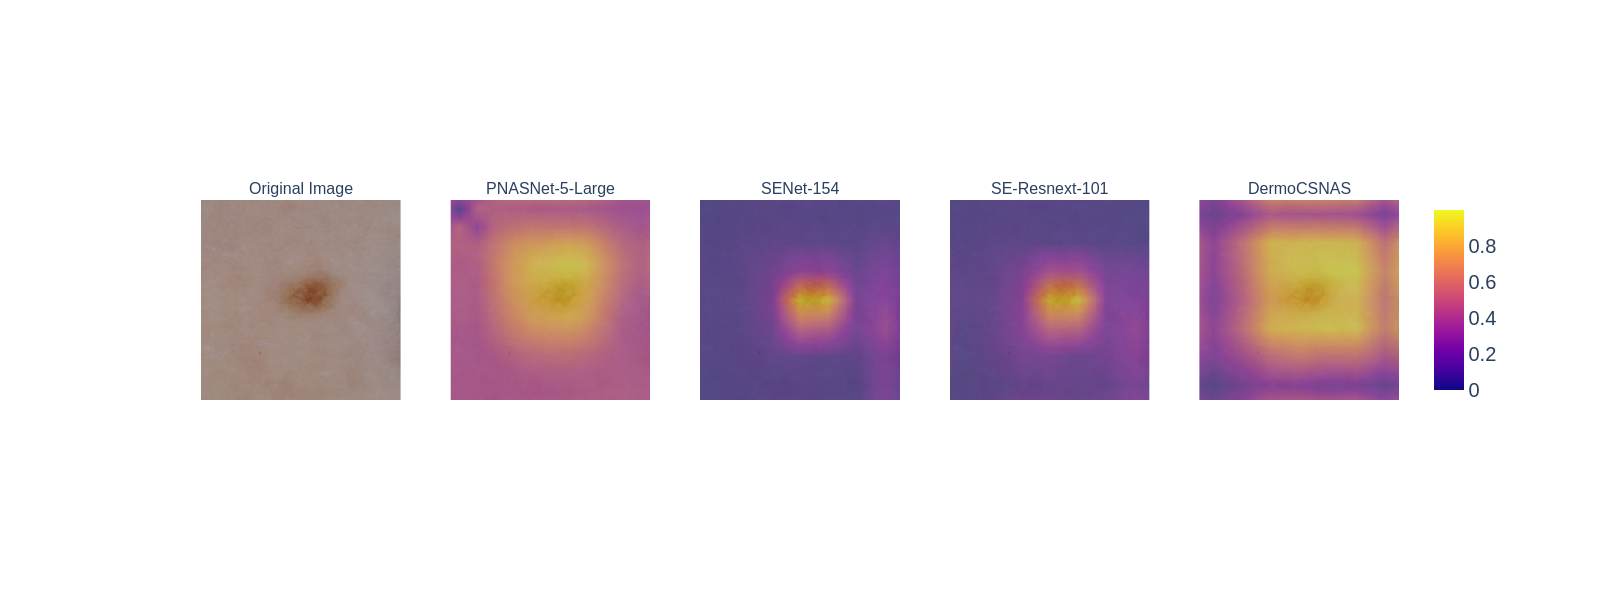 Original Image
PNASNet-5-Large
SENet-154
SE-Resnext-101
DermoCSNAS
0.8
0.6
0.4
0.2
0